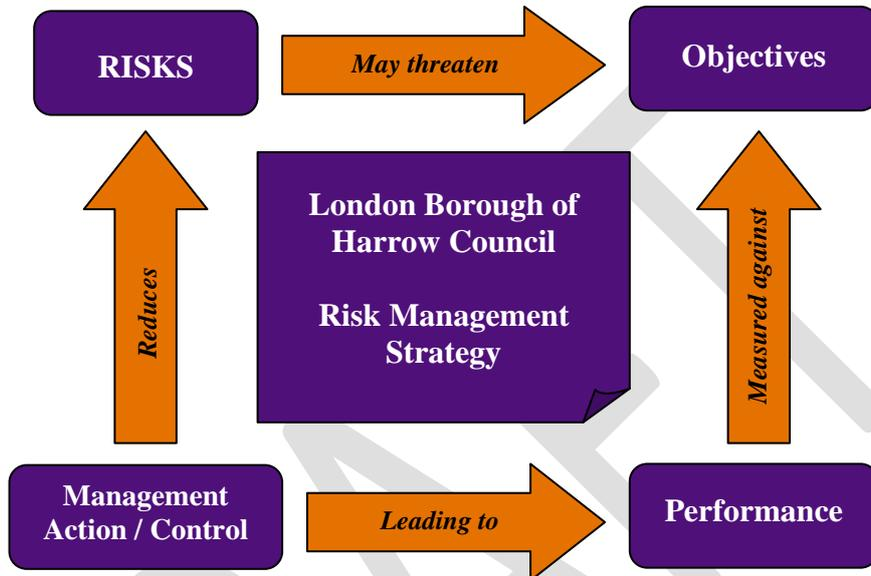 RISKS
May threaten
Objectives
London Borough of
Harrow Council
Risk Management
Strategy
Reduces
Measured against
Management
Action / Control
Leading to
Performance